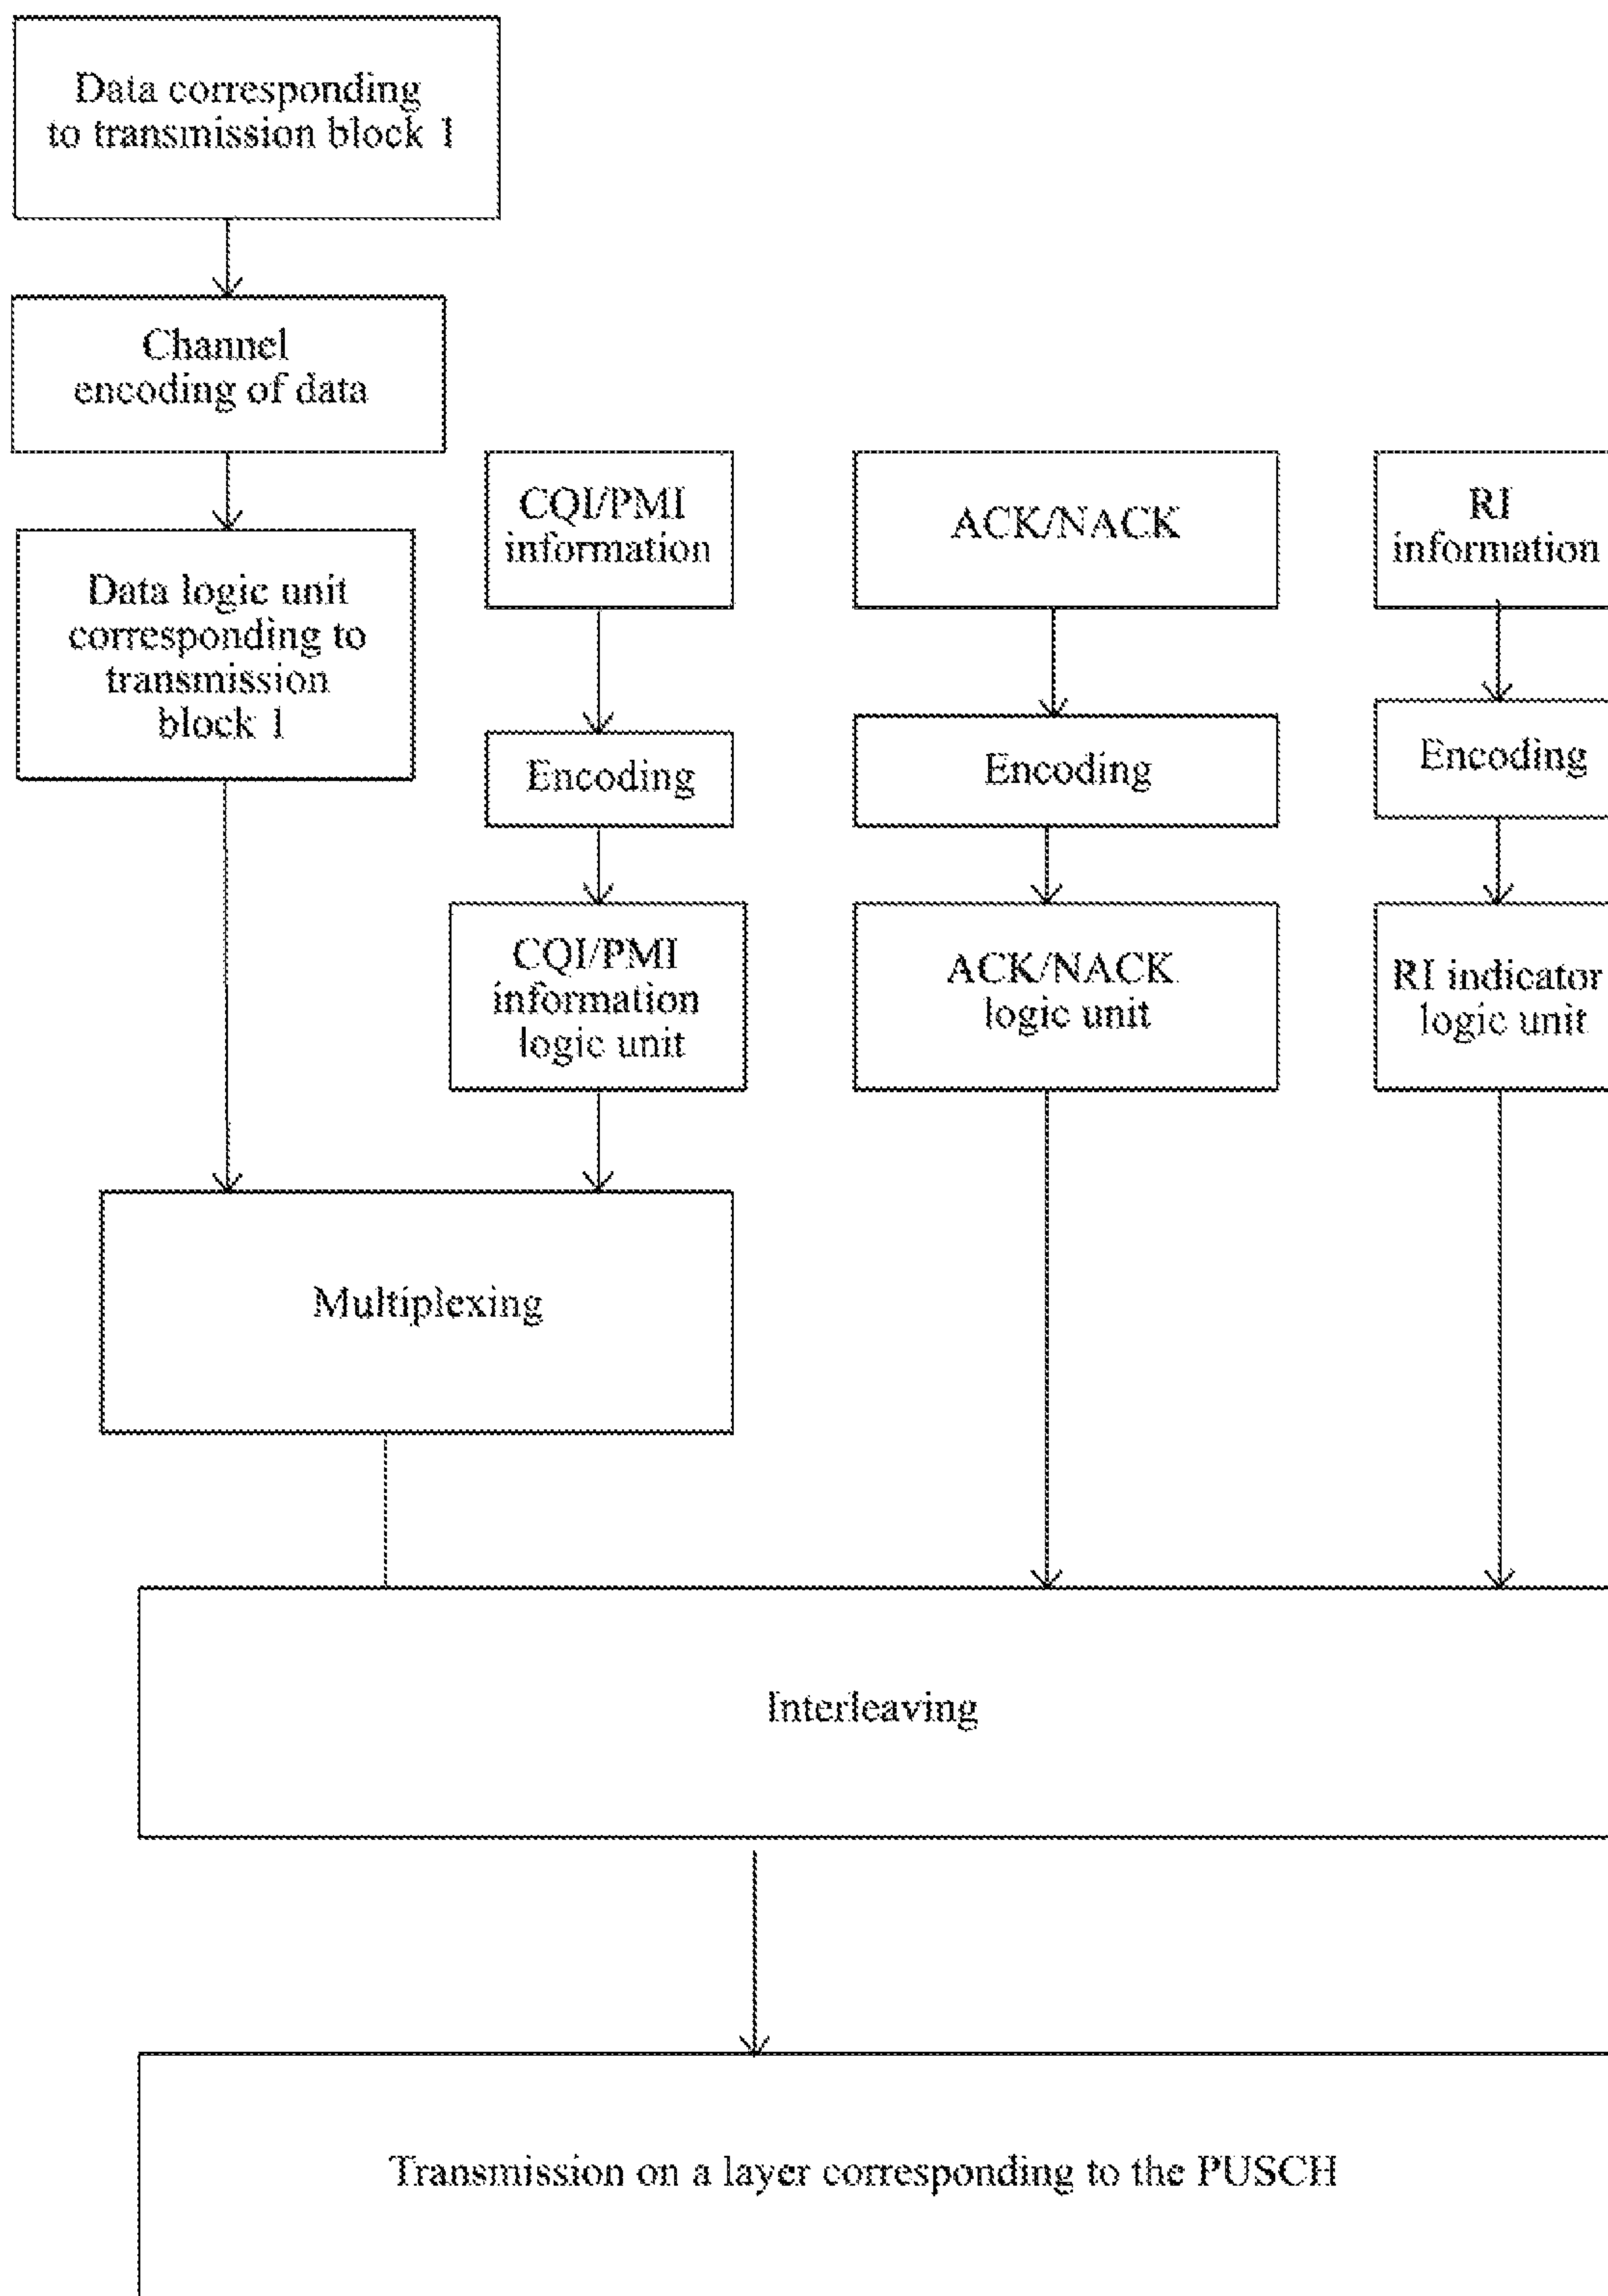 Data corresponding
to transmission block 1
Channel
encoding of data
Data logic unit
corresponding to
transmission
block 1
CQI/PMI
information
Encoding
CQI/PMI
information
logic unit
ACK/NACK
Encoding
ACK/NACK
logic unit
RI
information
Encoding
RI indicator
logic unit
Multiplexing
Interleaving
Transmission on a layer corresponding to the PUSCH